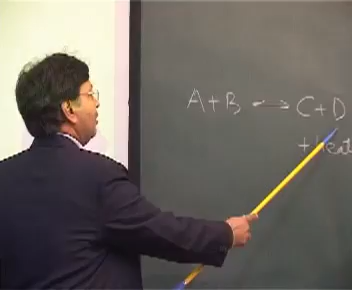 A + B → C + D
+ Heat